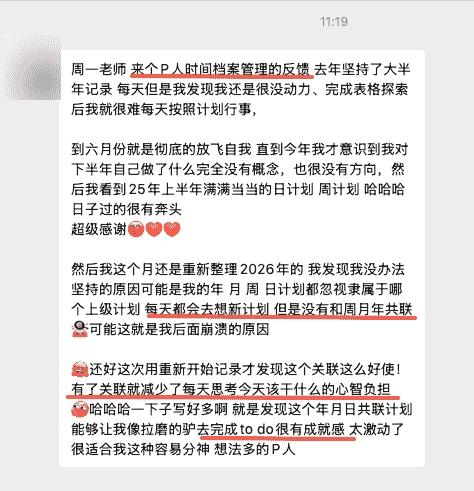 11:19
周一老师 来个P人时间档案管理的反馈 去年坚持了大半
年记录 每天但是我发现我还是很没动力、完成表格探索
后我就很难每天按照计划行事,
到六月份就是彻底的放飞自我 直到今年我才意识到我对
下半年自己做了什么完全没有概念，也很没有方向，然
后我看到25年上半年满满当当的日计划 周计划 哈哈哈
日子过的很有奔头
超级感谢
然后我这个月还是重新整理2026年的 我发现我没办法
坚持的原因可能是我的年 月 周 日计划都忽视隶属于哪
个上级计划 每天都会去想新计划 但是没有和周月年共联
可能这就是我后面崩溃的原因
还好这次用重新开始记录才发现这个关联这么好使！
有了关联就减少了每天思考今天该干什么的心智负担
哈哈哈一下子写好多啊 就是发现这个年月日共联计划
能够让我像拉磨的驴去完成to do很有成就感 太激动了
很适合我这种容易分神 想法多的P人